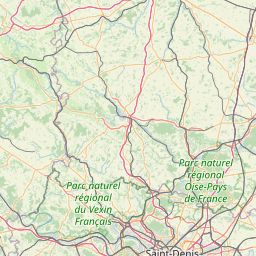 Parc naturel
régional
Oise-Pays
de France
Parc naturel
régional
du Vexin
Français
Saint-Denis